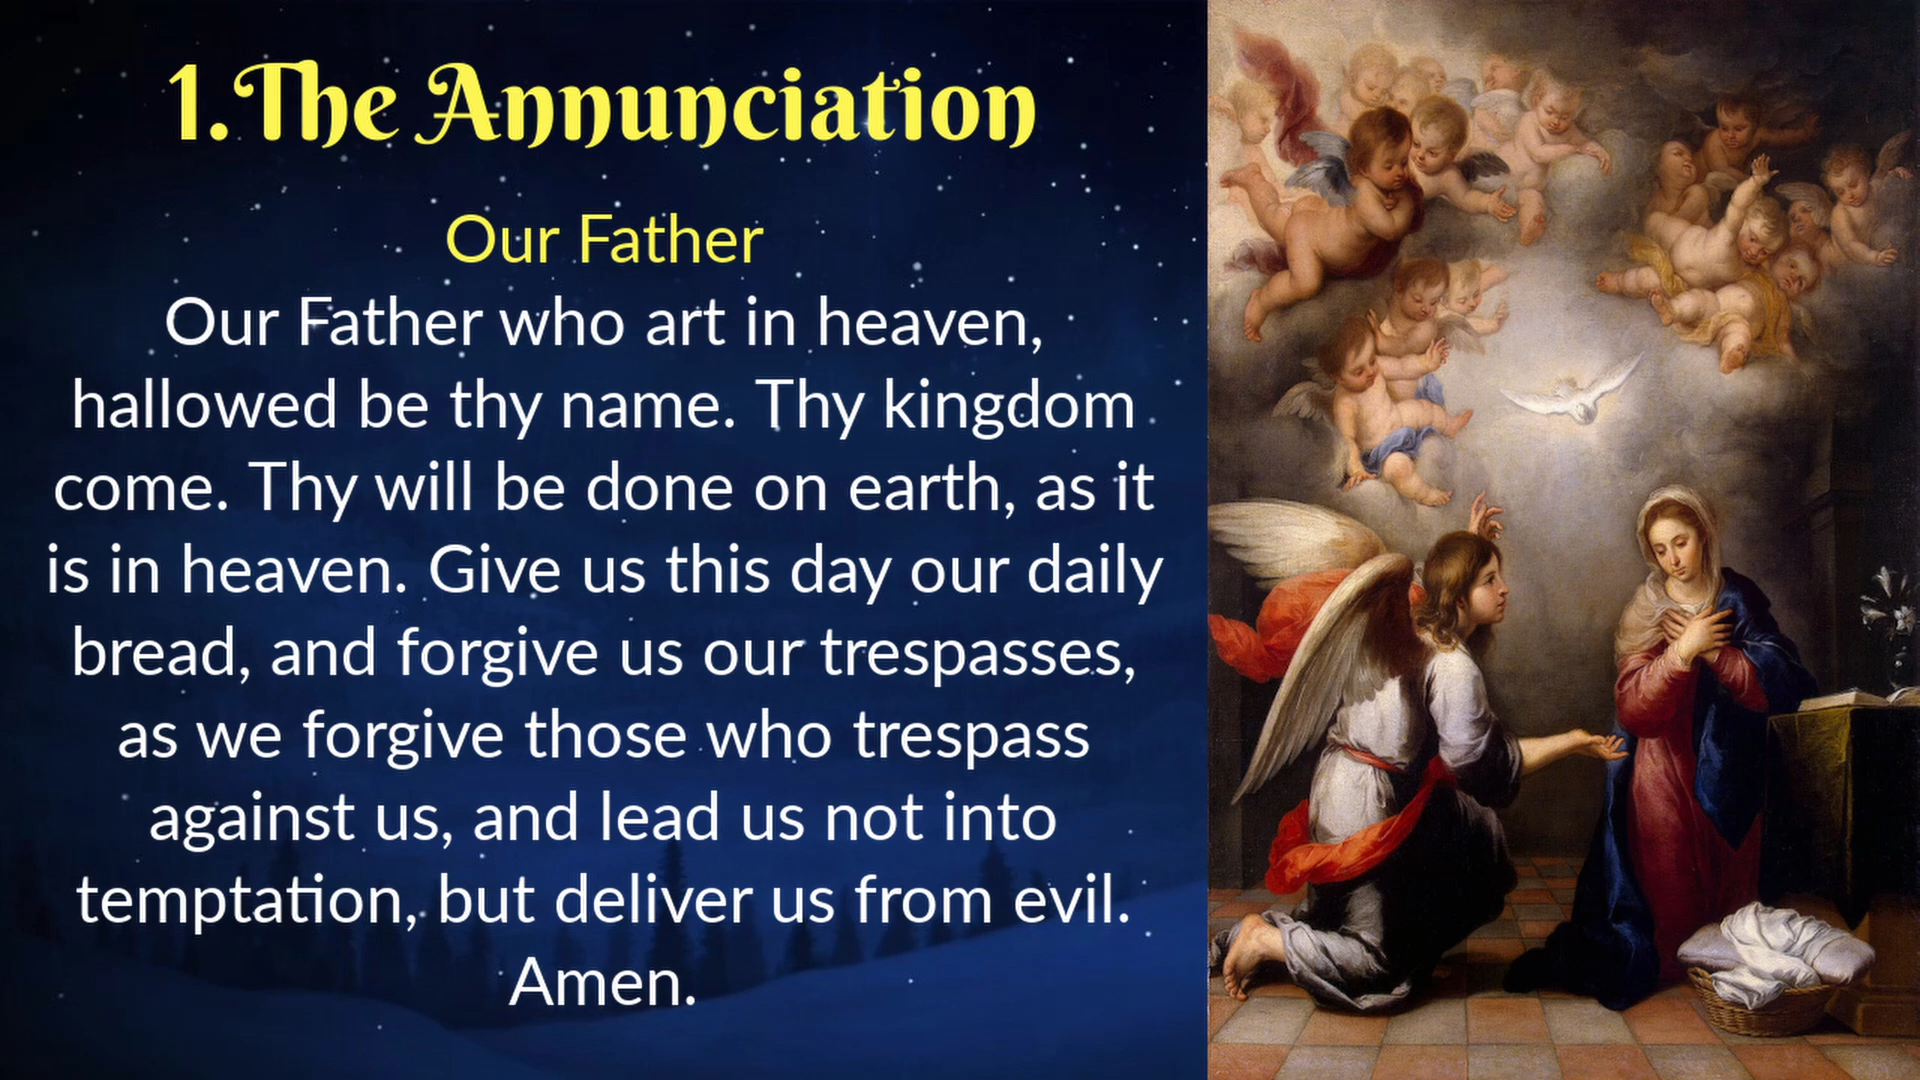 1.The Annunciation
Our Father
Our Father who art in heaven,
hallowed be thy name. Thy kingdom
come. Thy will be done on earth, as it
is in heaven. Give us this day our daily
bread, and forgive us our trespasses,
as we forgive those who trespass
against us, and lead us not into
temptation, but deliver us from evil.
Amen.